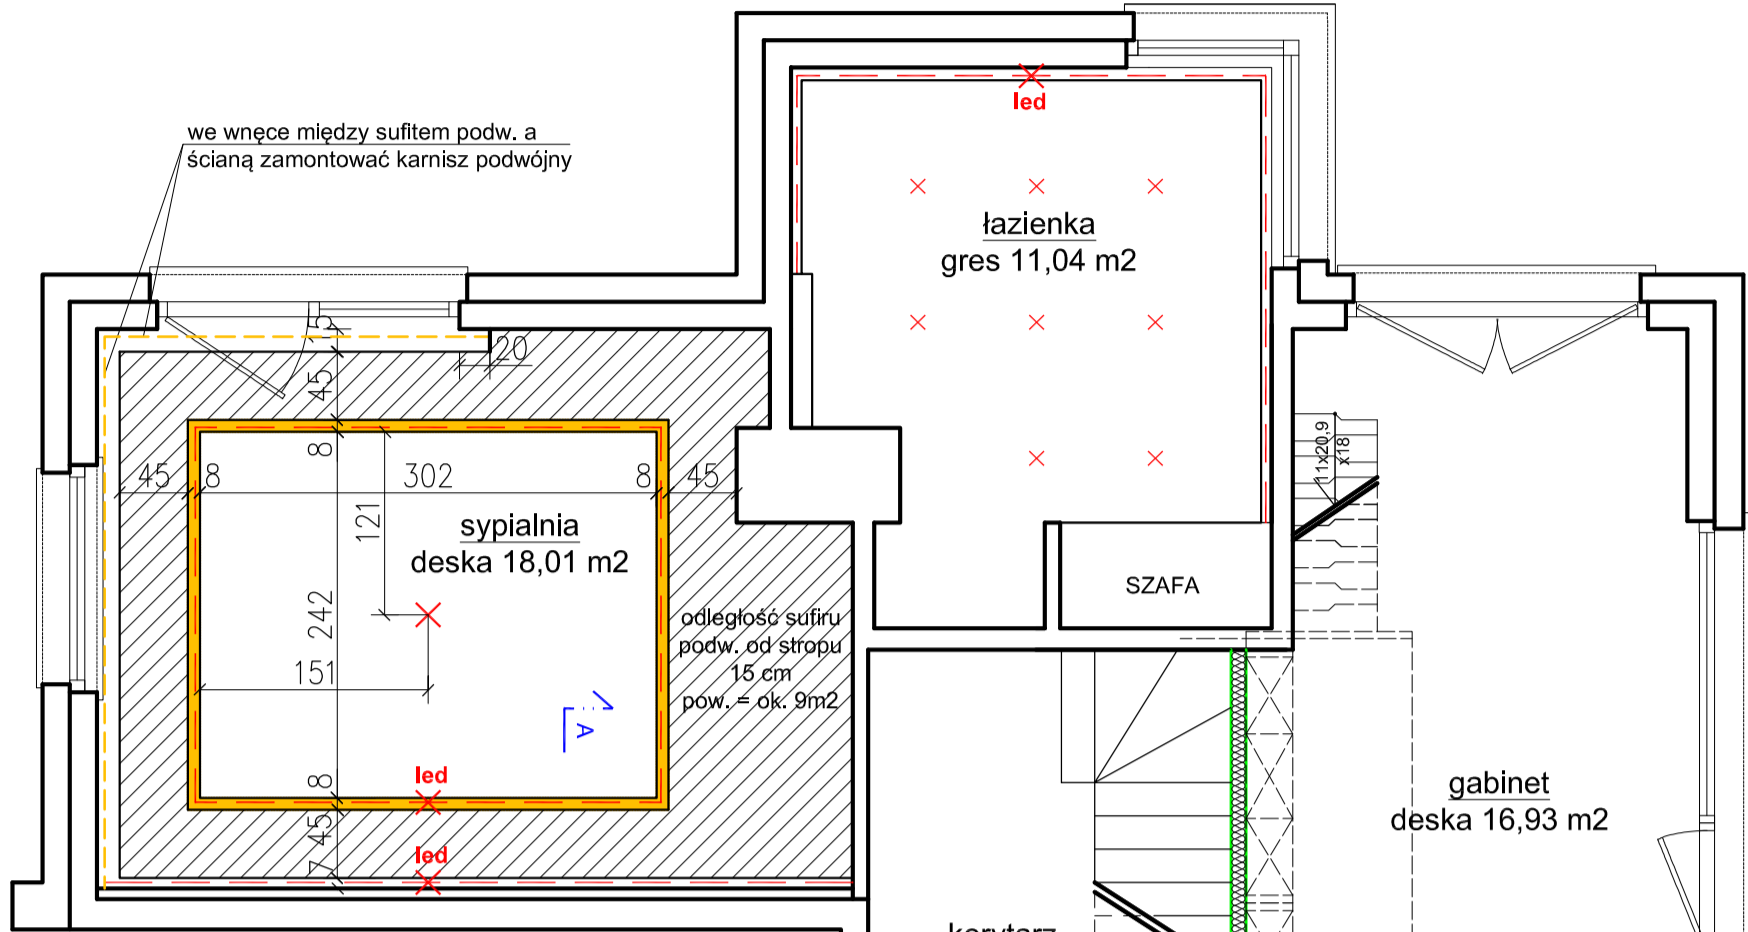 we wnęce między sufitem podw. a
ścianą zamontować karnisz podwójny
led
łazienka
gres 11,04 m2
15
20
45
8
45
8
302
8
45
121
sypialnia
deska 18,01 m2
242
151
odległość sufiru
podw. od stropu
15 cm
pow. = ok. 9m2
A
led
8
45
led
7
SZAFA
11x20,9
x18
gabinet
deska 16,93 m2
korytarz